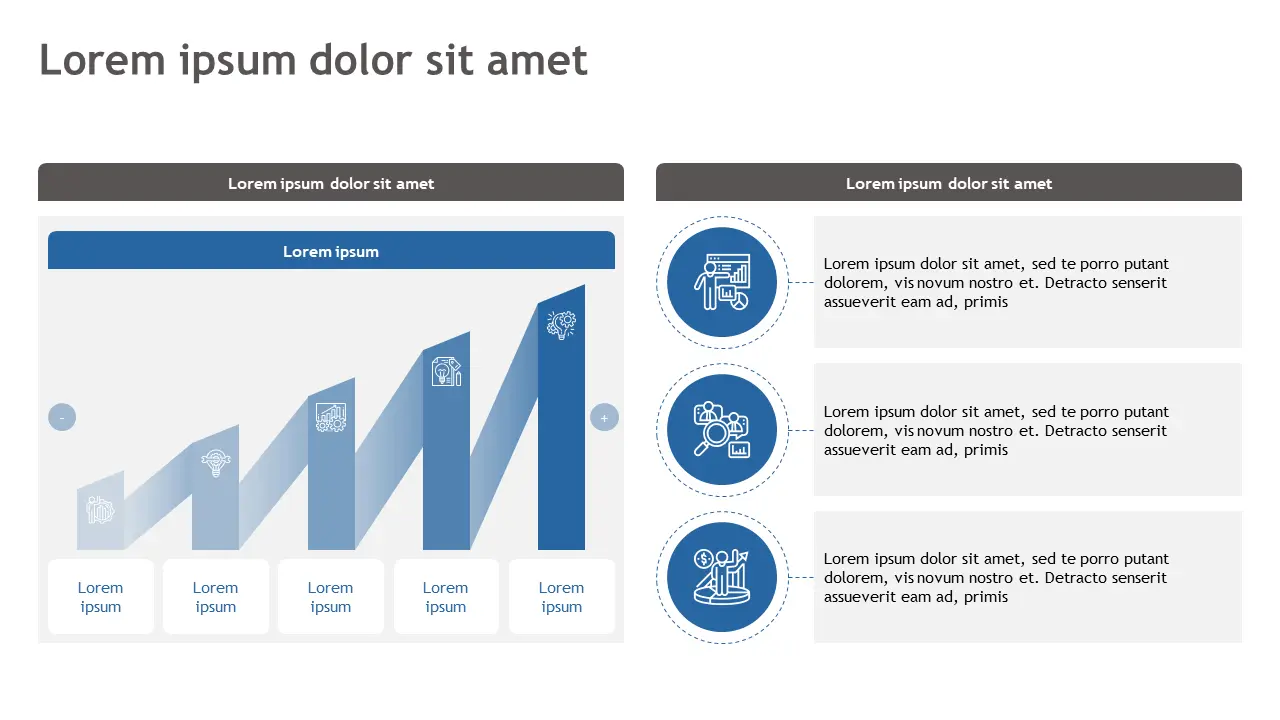 Lorem ipsum dolor sit amet
Lorem ipsum dolor sit amet
Lorem ipsum
-
+
Lorem
ipsum
Lorem
ipsum
Lorem
ipsum
Lorem
ipsum
Lorem
ipsum
Lorem ipsum dolor sit amet
$
Lorem ipsum dolor sit amet, sed te porro putant
dolorem, vis novum nostro et. Detracto senserit
assueverit eam ad, primis
Lorem ipsum dolor sit amet, sed te porro putant
dolorem, vis novum nostro et. Detracto senserit
assueverit eam ad, primis
Lorem ipsum dolor sit amet, sed te porro putant
dolorem, vis novum nostro et. Detracto senserit
assueverit eam ad, primis